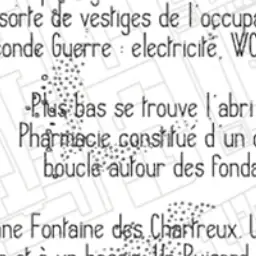 sorte de vestiges de l'occupa
conde Guerre : electricité, WC
-Plus bas se trouve l'abri
Pharmacie constitué d'un c
boucle autour des fonda
ne Fontaine des Chartreux.